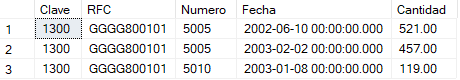 Clave RFC Numero Fecha Cantidad
1 1300 GGGG800101 5005 2002-06-10 00:00:00.000 521.00
2 1300 GGGG800101 5005 2003-02-02 00:00:00.000 457.00
3 1300 GGGG800101 5010 2003-01-08 00:00:00.000 119.00